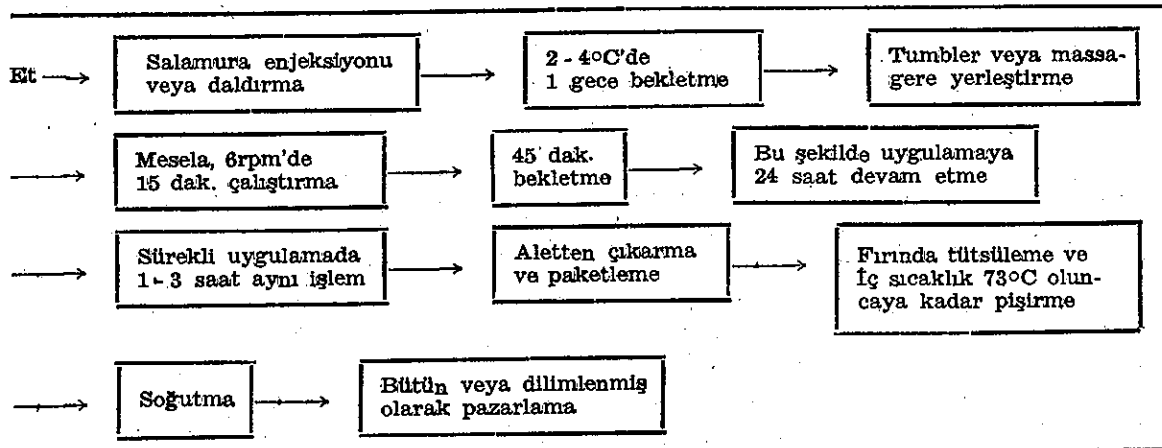 Et
Salamura enjeksiyonu
veya daldırma
2 - 4°C'de
1 gece bekletme
Tumbler veya massa-
gere yerleştirme
Mesela, 6rpm'de
15 dak. çalıştırma
45 dak.
bekletme
Bu şekilde uygulamaya
24 saat devam etme
Sürekli uygulamada
1 - 3 saat aynı işlem
Aletten çıkarma
ve paketleme
Fırında tütsüleme ve
İç sıcaklık 73°C olun-
caya kadar pişirme
Soğutma
Bütün veya dilimlenmiş
olarak pazarlama